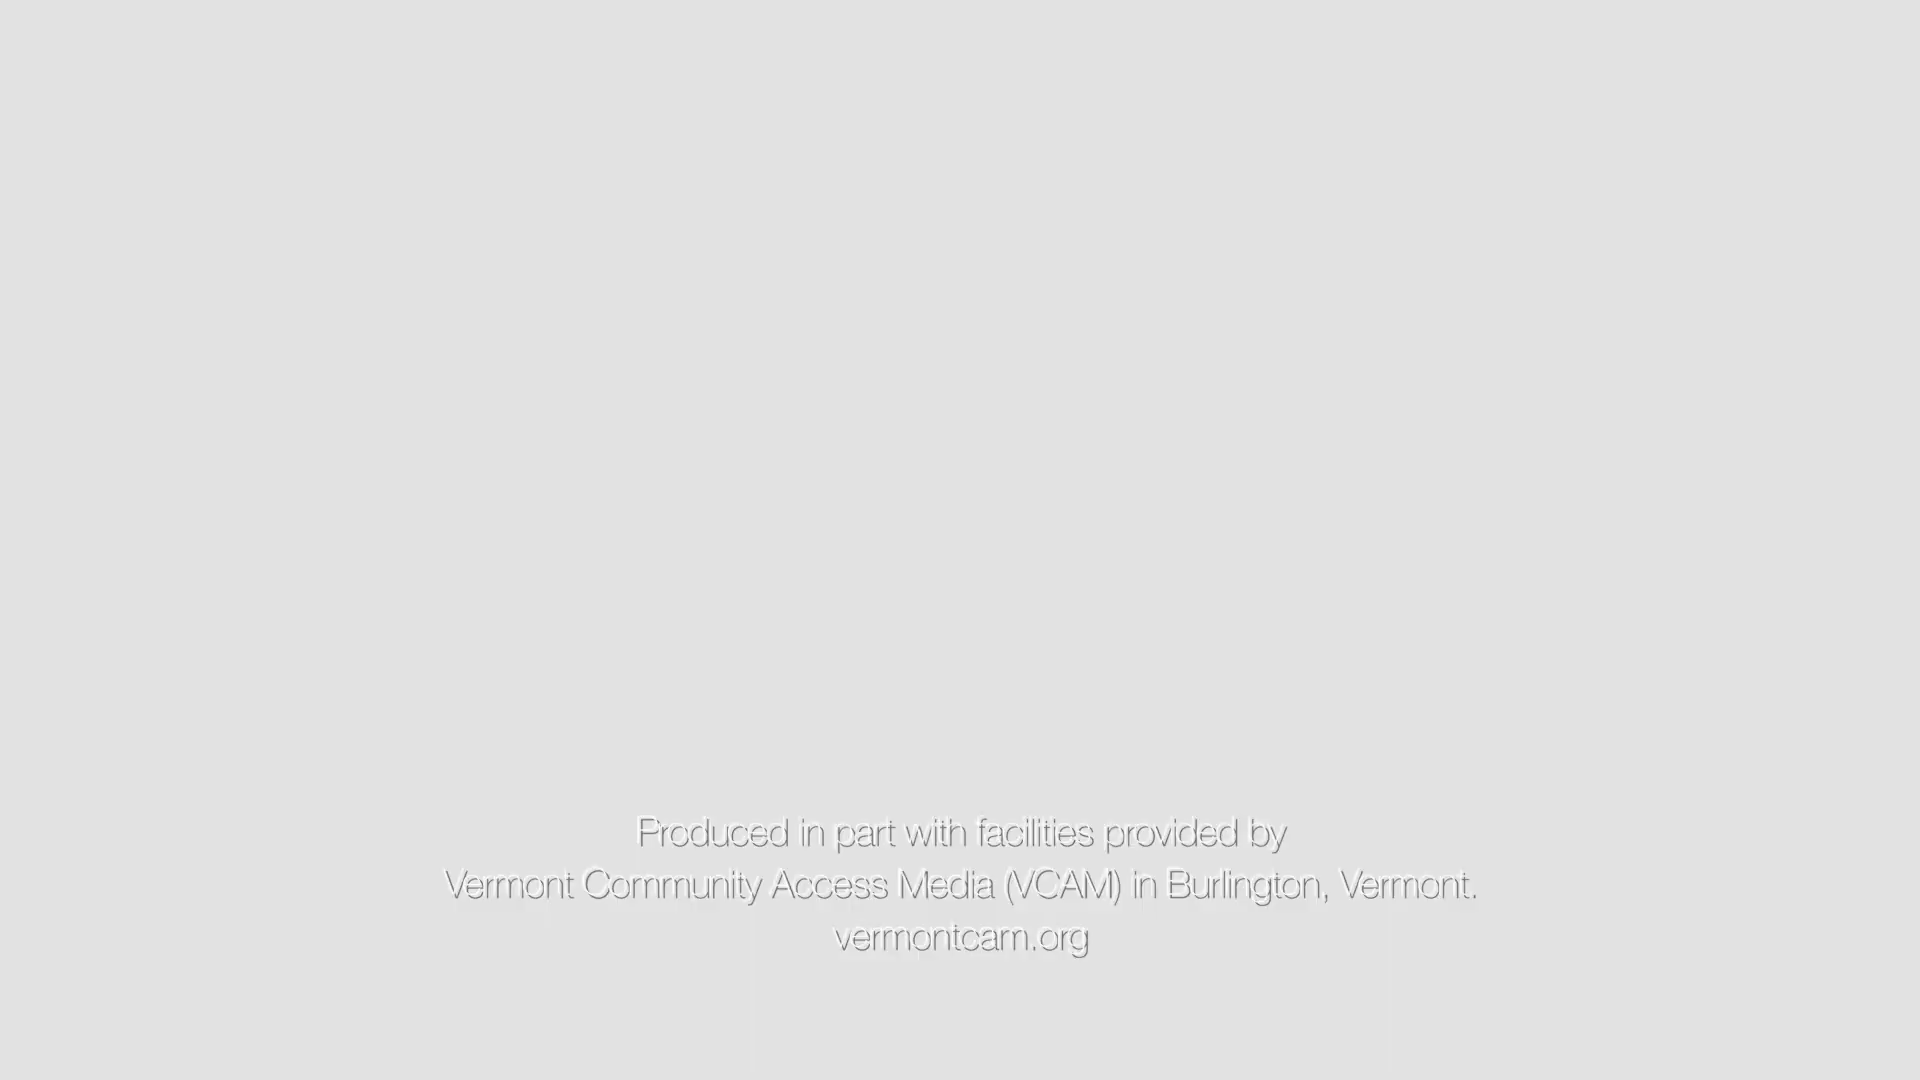 Produced in part with facilities provided by
Vermont Community Access Media (VCAM) in Burlington, Vermont.
vermontcam.org